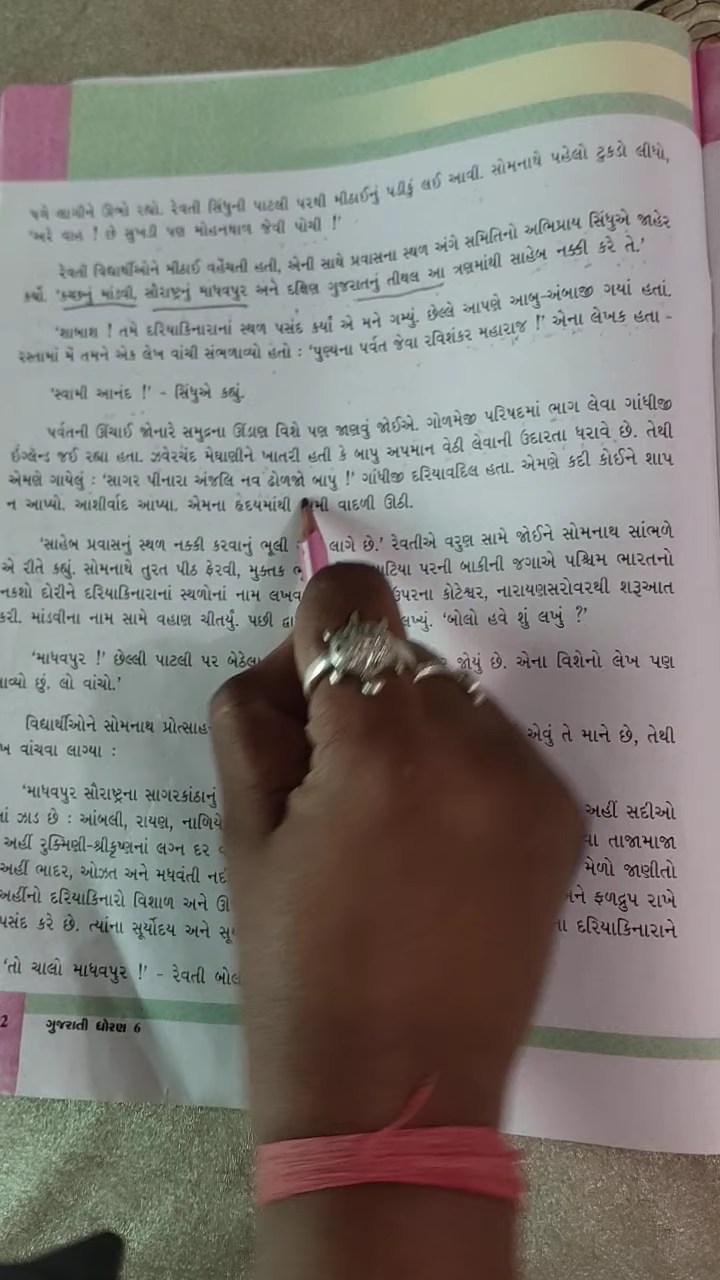 પગે લાગીને ઊભો રહ્યો. રેવતી સિંધુની પાટલી પરથી મીઠાઈનું પડીકું લઈ આવી. સોમનાથે પહેલો ટુકડો લીધો,
'અરે વાહ ! છે સુખડી પણ મોહનથાળ જેવી પોચી !'
રેવતી વિદ્યાર્થીઓને મીઠાઈ વહેંચતી હતી, એની સાથે પ્રવાસના સ્થળ અંગે સમિતિનો અભિપ્રાય સિંધુએ જાહેર
કર્યો. 'કચ્છનું માંડવી, સૌરાષ્ટ્રનું માધવપુર અને દક્ષિણ ગુજરાતનું તીથલ આ ત્રણમાંથી સાહેબ નક્કી કરે તે.'
'શાબાશ ! તમે દરિયાકિનારાનાં સ્થળ પસંદ કર્યાં એ મને ગમ્યું. છેલ્લે આપણે આબુ-અંબાજી ગયાં હતાં.
રસ્તામાં મેં તમને એક લેખ વાંચી સંભળાવ્યો હતો : 'પુણ્યના પર્વત જેવા રવિશંકર મહારાજ !' એના લેખક હતા -
'સ્વામી આનંદ !' - સિંધુએ કહ્યું.
પર્વતની ઊંચાઈ જોનારે સમુદ્રના ઊંડાણ વિશે પણ જાણવું જોઈએ. ગોળમેજી પરિષદમાં ભાગ લેવા ગાંધીજી
ઇંગ્લેન્ડ જઈ રહ્યા હતા. ઝવેરચંદ મેઘાણીને ખાતરી હતી કે બાપુ અપમાન વેઠી લેવાની ઉદારતા ધરાવે છે. તેથી
એમણે ગાયેલું : 'સાગર પીનારા અંજલિ નવ ઢોળજો બાપુ !' ગાંધીજી દરિયાવદિલ હતા. એમણે કદી કોઈને શાપ
ન આપ્યો. આશીર્વાદ આપ્યા. એમના હૃદયમાંથી વાદળી ઊઠી.
'સાહેબ પ્રવાસનું સ્થળ નક્કી કરવાનું ભૂલી લાગે છે.' રેવતીએ વરુણ સામે જોઈને સોમનાથ સાંભળે
એ રીતે કહ્યું. સોમનાથે તુરત પીઠ ફેરવી, મુક્તક પરની બાકીની જગાએ પશ્ચિમ ભારતનો
નકશો દોરીને દરિયાકિનારાનાં સ્થળોનાં નામ ઉપરના કોટેશ્વર, નારાયણસરોવરથી શરૂઆત
કરી. માંડવીના નામ સામે વહાણ ચીતર્યું. પછી લખ્યું. 'બોલો હવે શું લખું ?'
'માધવપુર !' છેલ્લી પાટલી પર જોયું છે. એના વિશેનો લેખ પણ
છું. લો વાંચો.'
વિદ્યાર્થીઓને સોમનાથ એવું તે માને છે, તેથી
વાંચવા લાગ્યા :
'માધવપુર સૌરાષ્ટ્રના સાગરકાંઠાનું અહીં સદીઓ
ઝાડ છે : આંબલી, રાયણ, તાજામાજા
અહીં રુક્મિણી-શ્રીકૃષ્ણનાં લગ્ન દર મેળો જાણીતો
અહીં ભાદર, ઓઝત અને મધવંતી ફળદ્રુપ રાખે
અહીંનો દરિયાકિનારો વિશાળ અને દરિયાકિનારાને
પસંદ કરે છે. ત્યાંના સૂર્યોદય અને
'તો ચાલો માધવપુર !' - રેવતી
2 ગુજરાતી ધોરણ 6